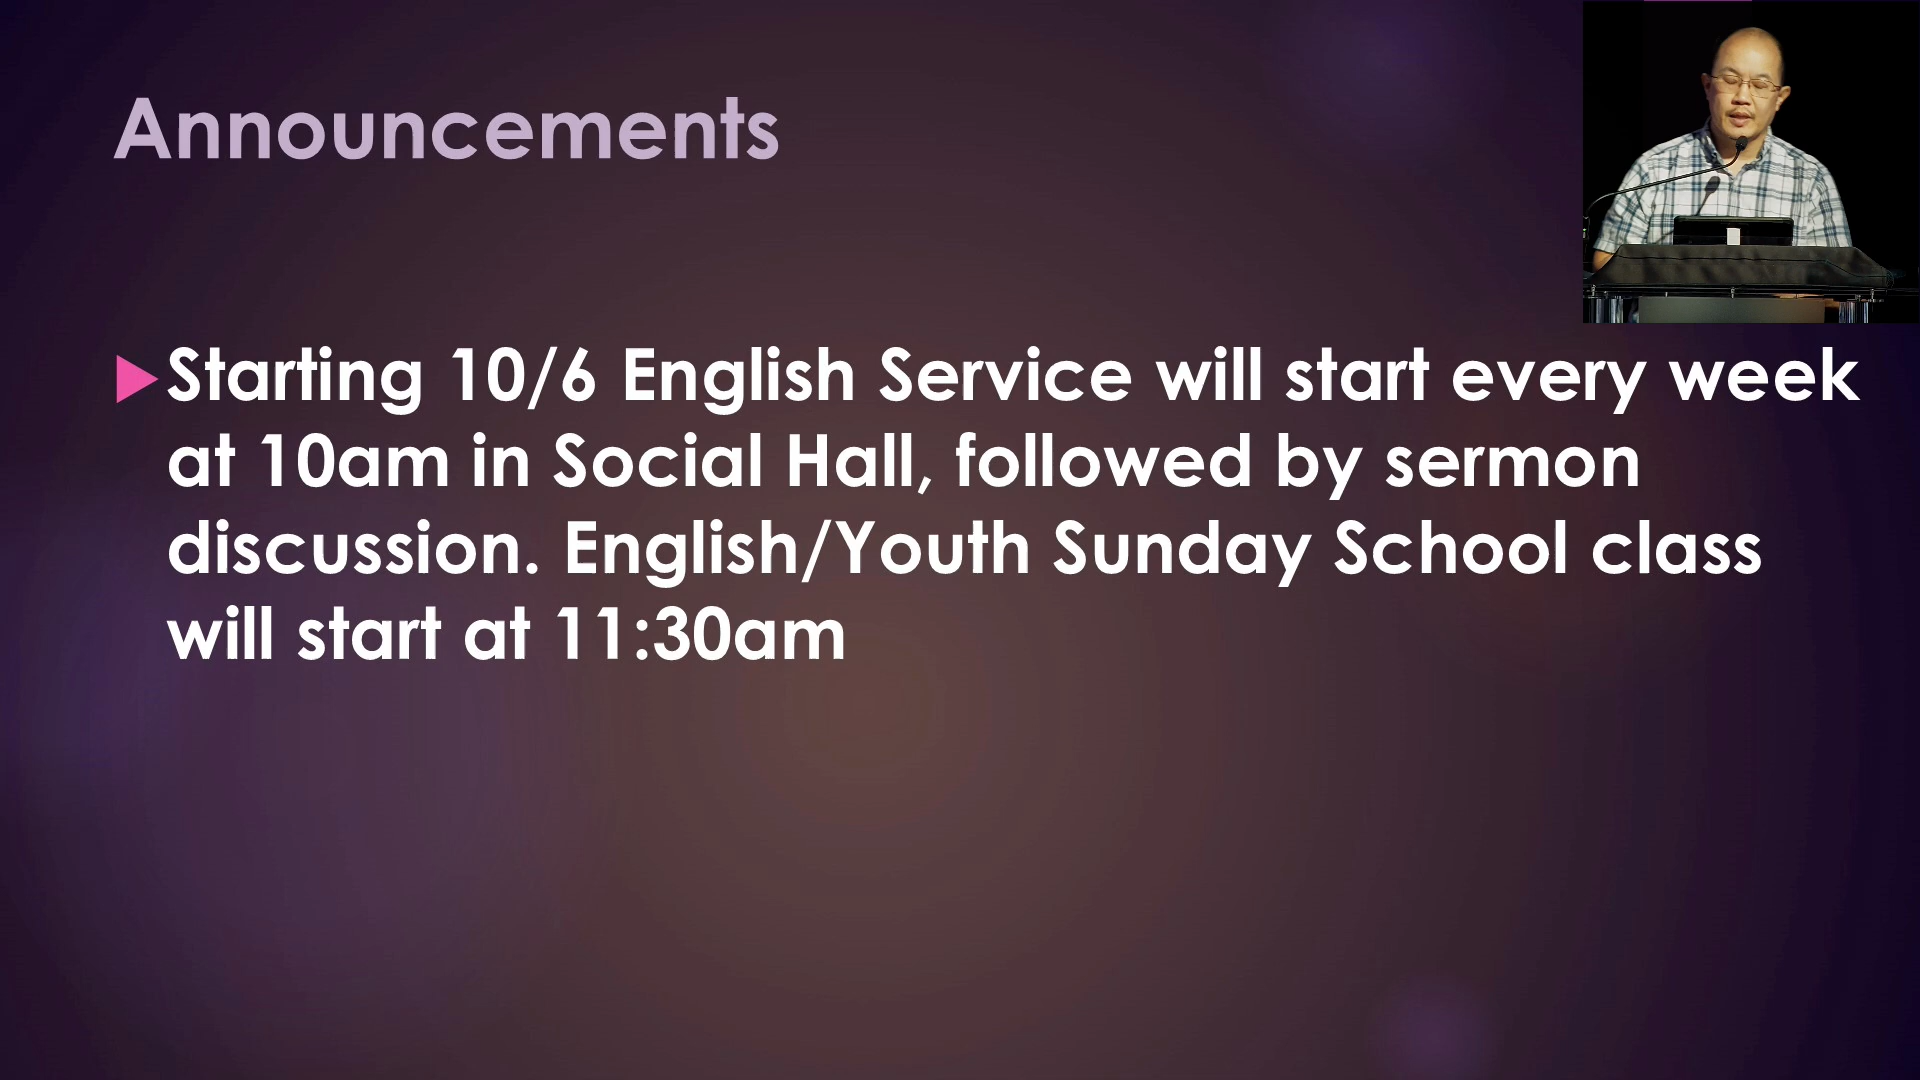 Announcements
Starting 10/6 English Service will start every week
at 10am in Social Hall, followed by sermon
discussion. English/Youth Sunday School class
will start at 11:30am